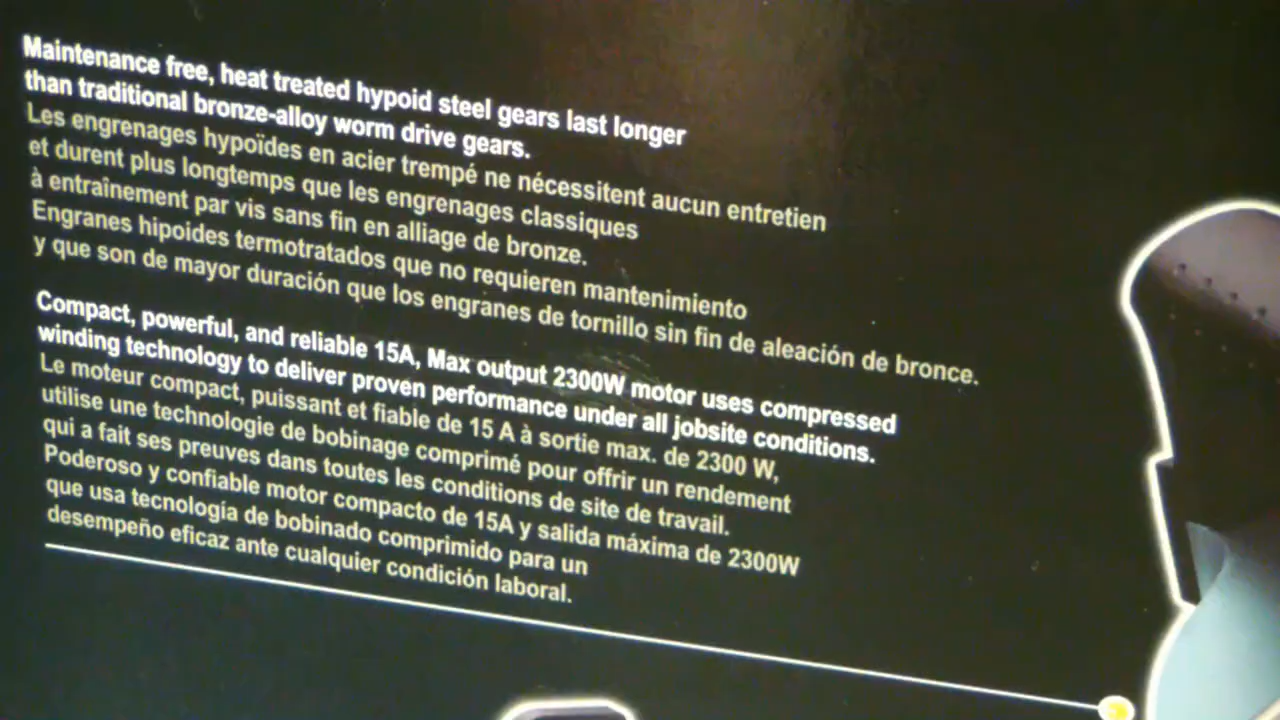 Maintenance free, heat treated hypoid steel gears last longer
than traditional bronze-alloy worm drive gears.
Les engrenages hypoïdes en acier trempé ne nécessitent aucun entretien
et durent plus longtemps que les engrenages classiques
à entraînement par vis sans fin en alliage de bronze.
Engranes hipoides termotratados que no requieren mantenimiento
y que son de mayor duración que los engranes de tornillo sin fin de aleación de bronce.
Compact, powerful, and reliable 15A, Max output 2300W motor uses compressed
winding technology to deliver proven performance under all jobsite conditions.
Le moteur compact, puissant et fiable de 15 A à sortie max. de 2300 W,
utilise une technologie de bobinage comprimé pour offrir un rendement
qui a fait ses preuves dans toutes les conditions de site de travail.
Poderoso y confiable motor compacto de 15A y salida máxima de 2300W
que usa tecnología de bobinado comprimido para un
desempeño eficaz ante cualquier condición laboral.